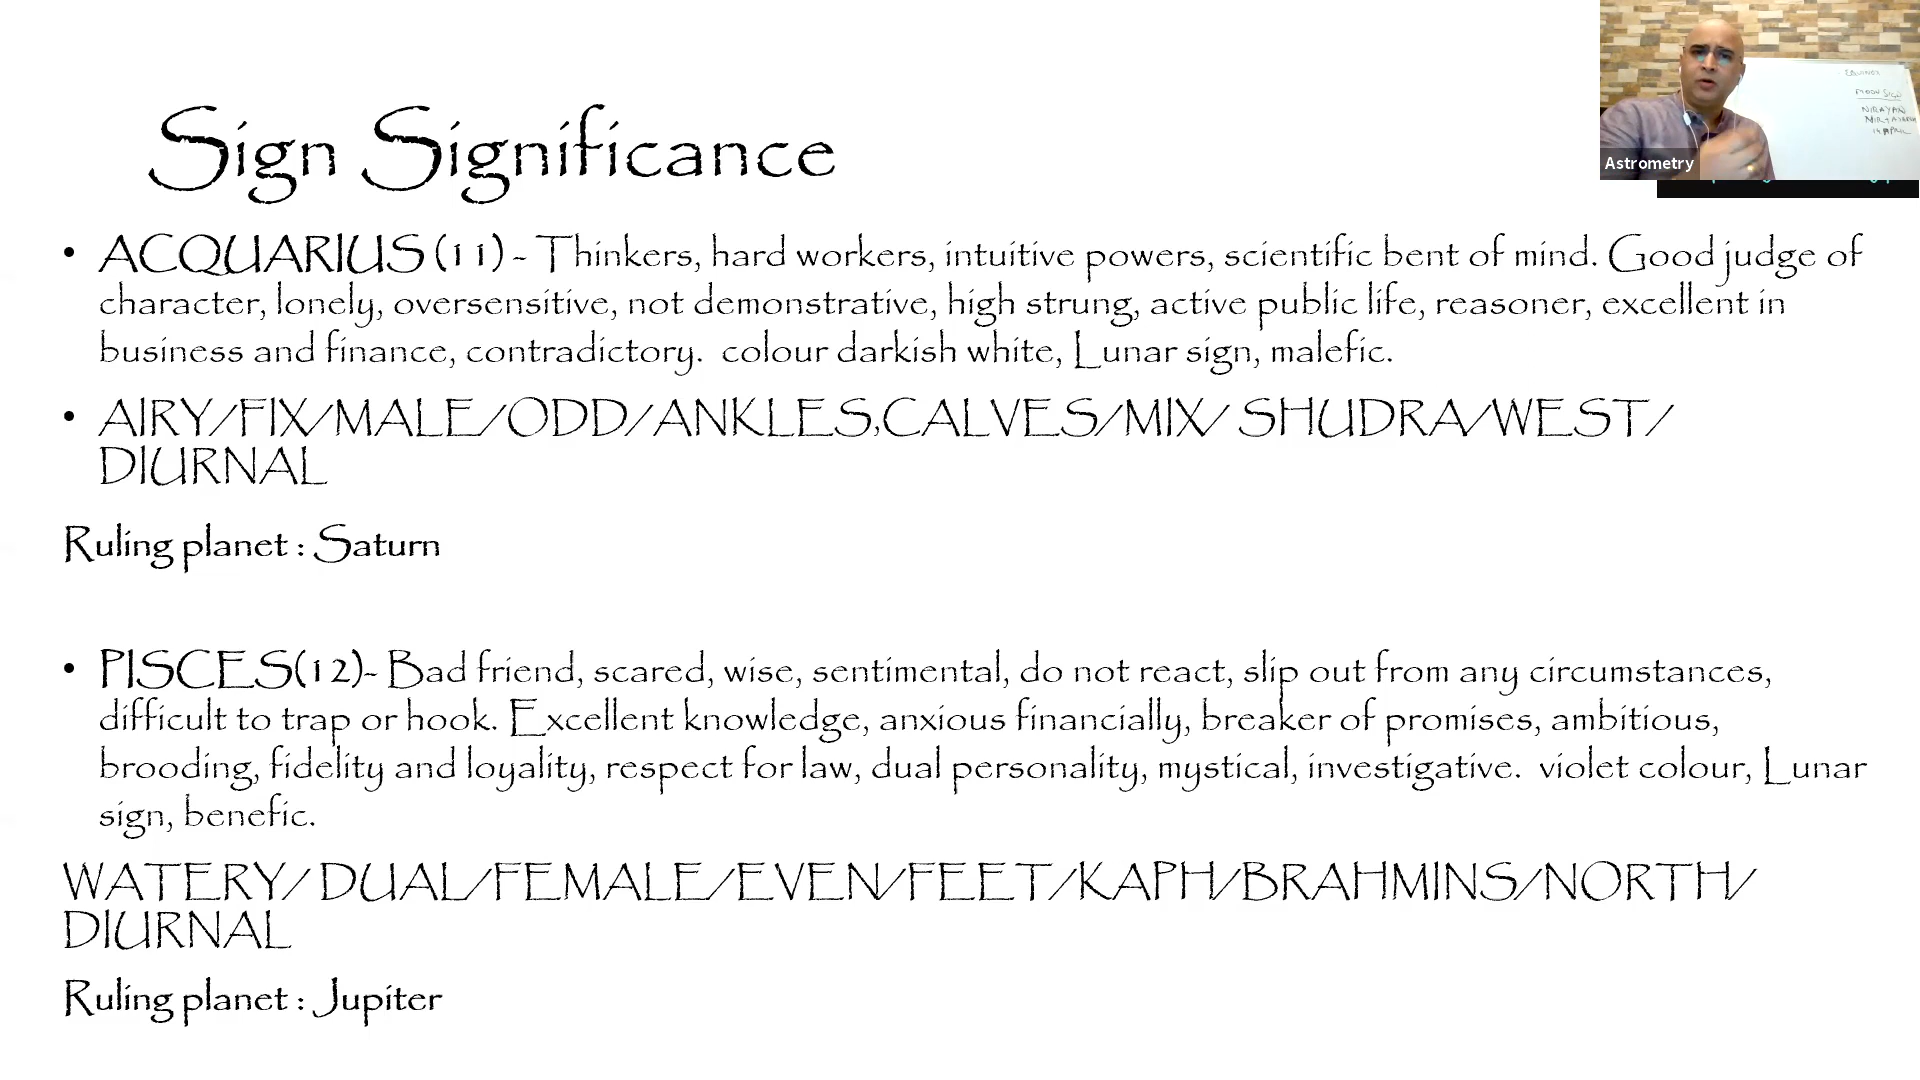 Sign Significance
• ACQUARIUS (11) - Thinkers, hard workers, intuitive powers, scientific bent of mind. Good judge of
character, lonely, oversensitive, not demonstrative, high strung, active public life, reasoner, excellent in
business and finance, contradictory.  colour darkish white, Lunar sign, malefic.
• AIRY/FIX/MALE/ODD/ANKLES,CALVES/MIX/ SHUDRA/WEST/
DIURNAL
Ruling planet : Saturn
• PISCES(12)- Bad friend, scared, wise, sentimental, do not react, slip out from any circumstances,
difficult to trap or hook. Excellent knowledge, anxious financially, breaker of promises, ambitious,
brooding, fidelity and loyality, respect for law, dual personality, mystical, investigative.  violet colour, Lunar
sign, benefic.
WATERY/ DUAL/FEMALE/EVEN/FEET/KAPH/BRAHMINS/NORTH/
DIURNAL
Ruling planet : Jupiter
Astrometry
MOON SIGN
NIRAYAN
14 APRIL